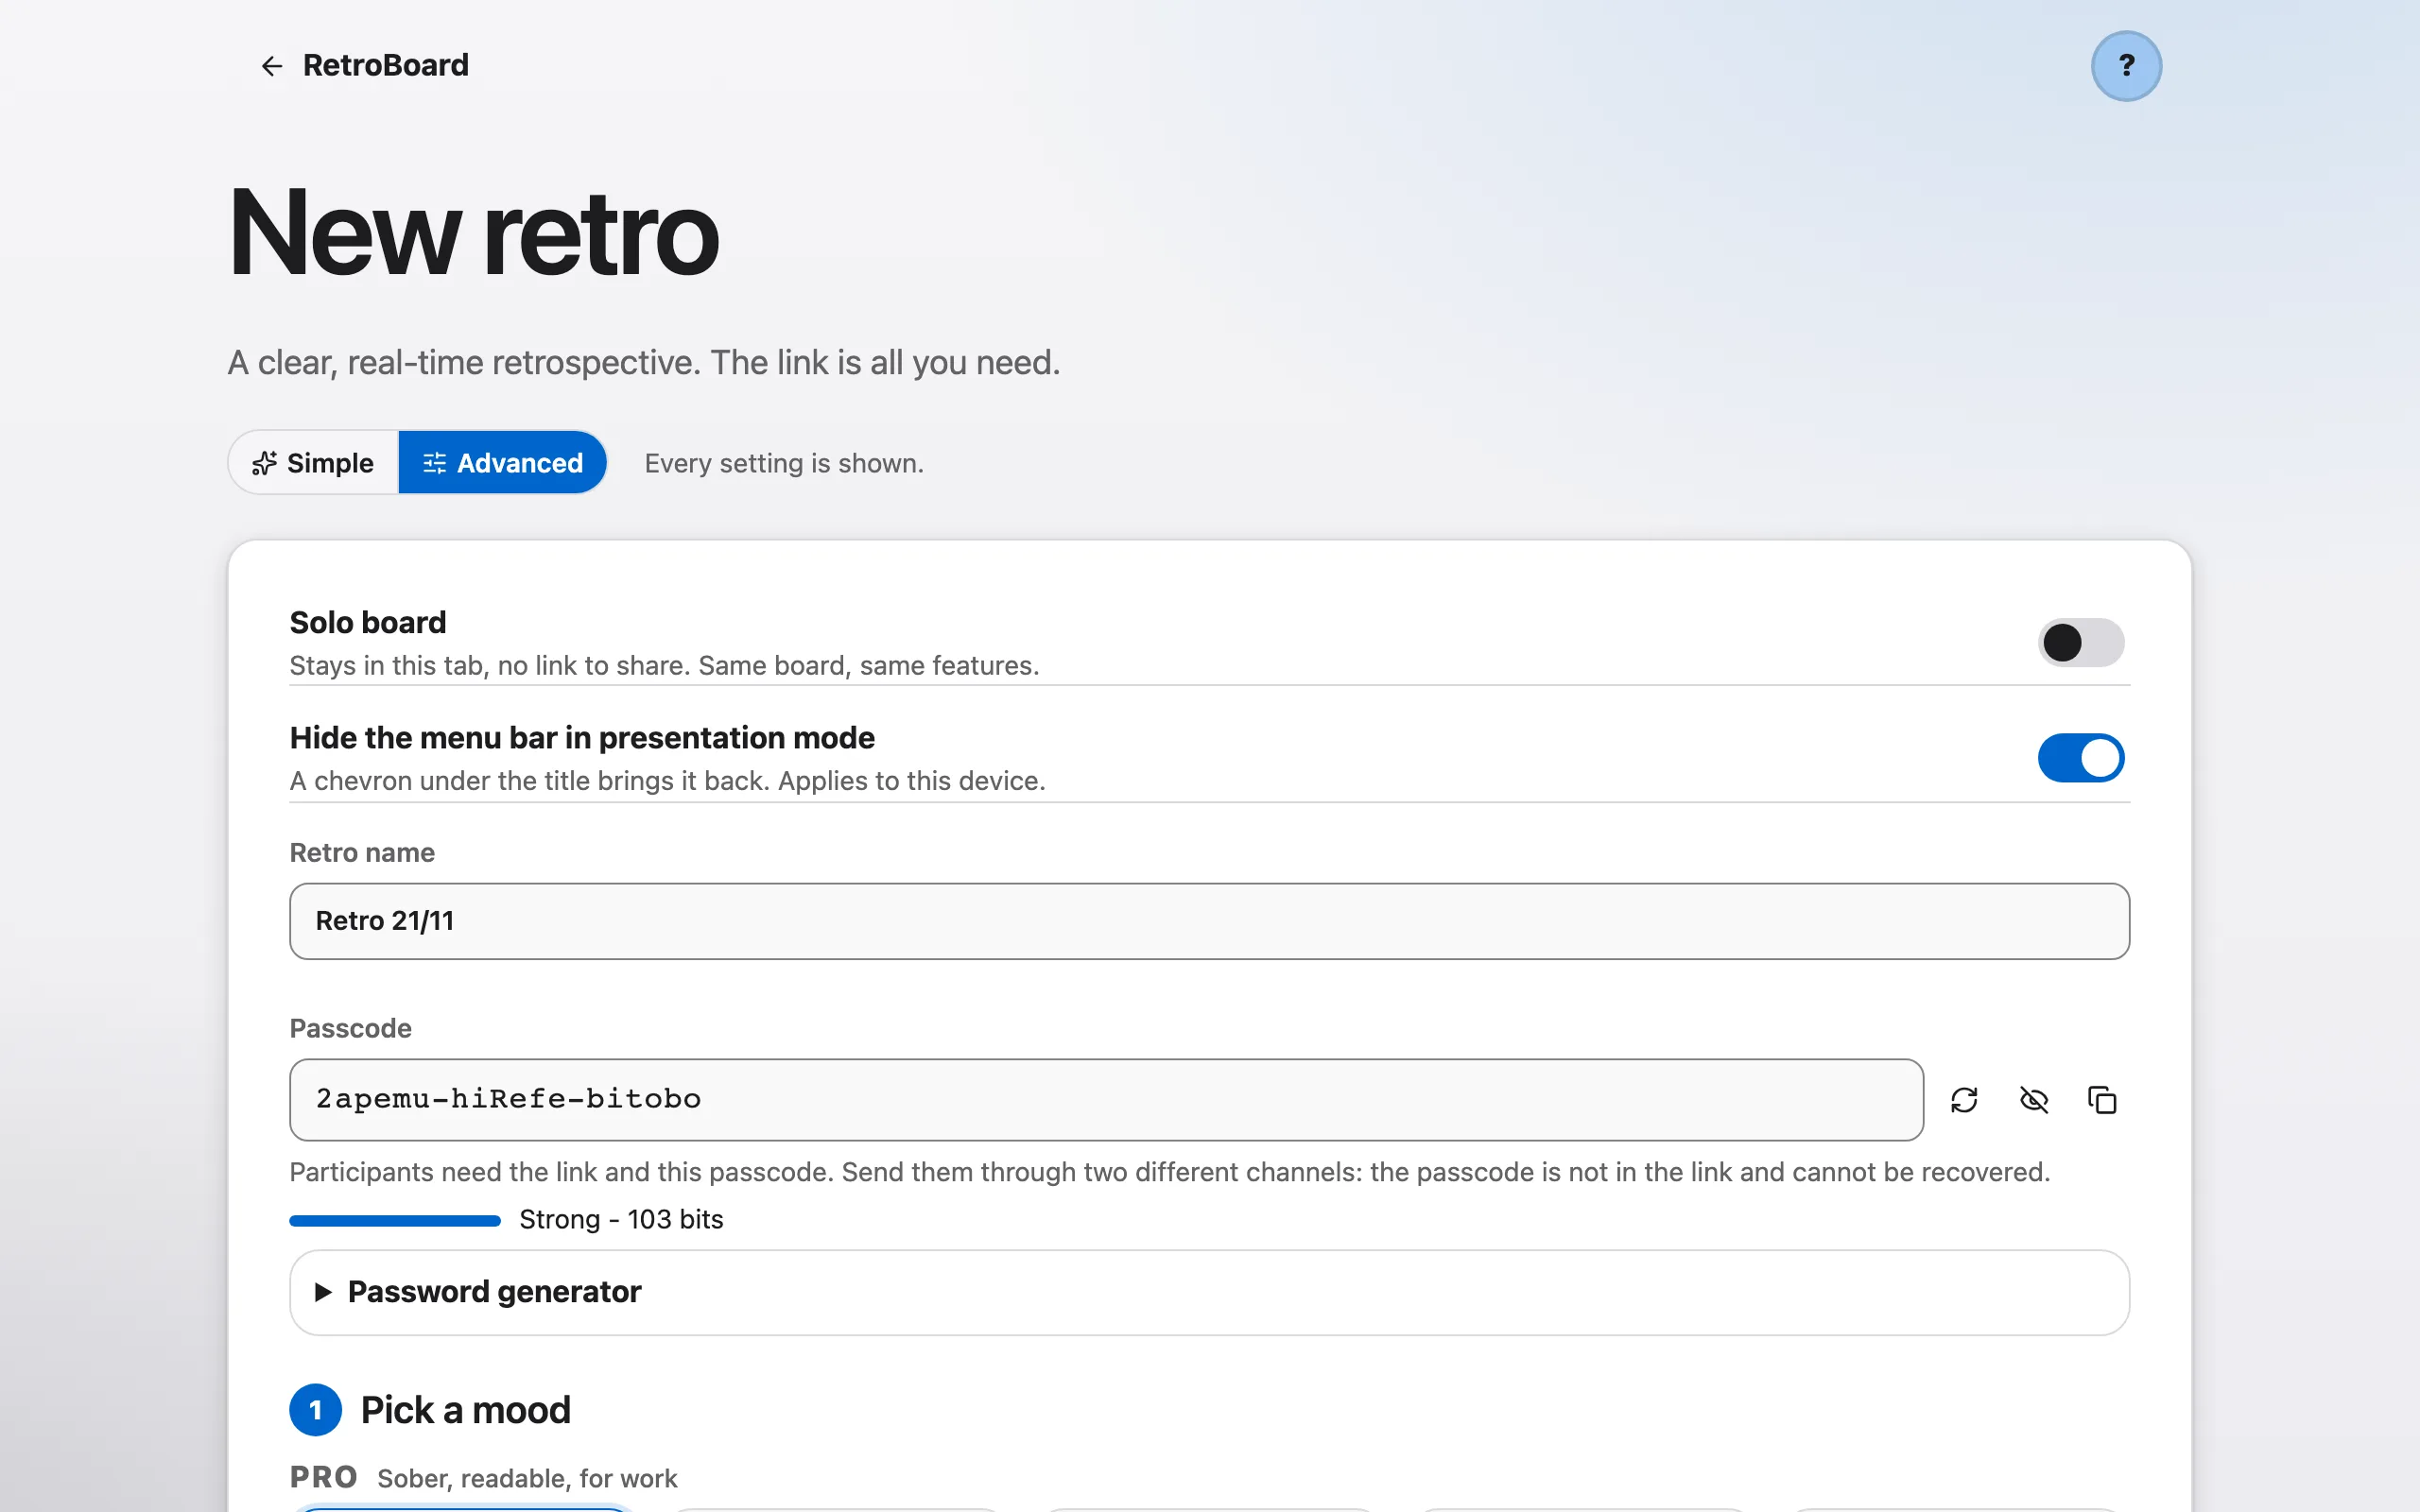 RetroBoard
?
New retro
A clear, real-time retrospective. The link is all you need.
Simple
Advanced
Every setting is shown.
Solo board
Stays in this tab, no link to share. Same board, same features.
Hide the menu bar in presentation mode
A chevron under the title brings it back. Applies to this device.
Retro name
Retro 21/11
Passcode
2apemu-hiRefe-bitobo
Participants need the link and this passcode. Send them through two different channels: the passcode is not in the link and cannot be recovered.
Strong - 103 bits
Password generator
1 Pick a mood
PRO Sober, readable, for work